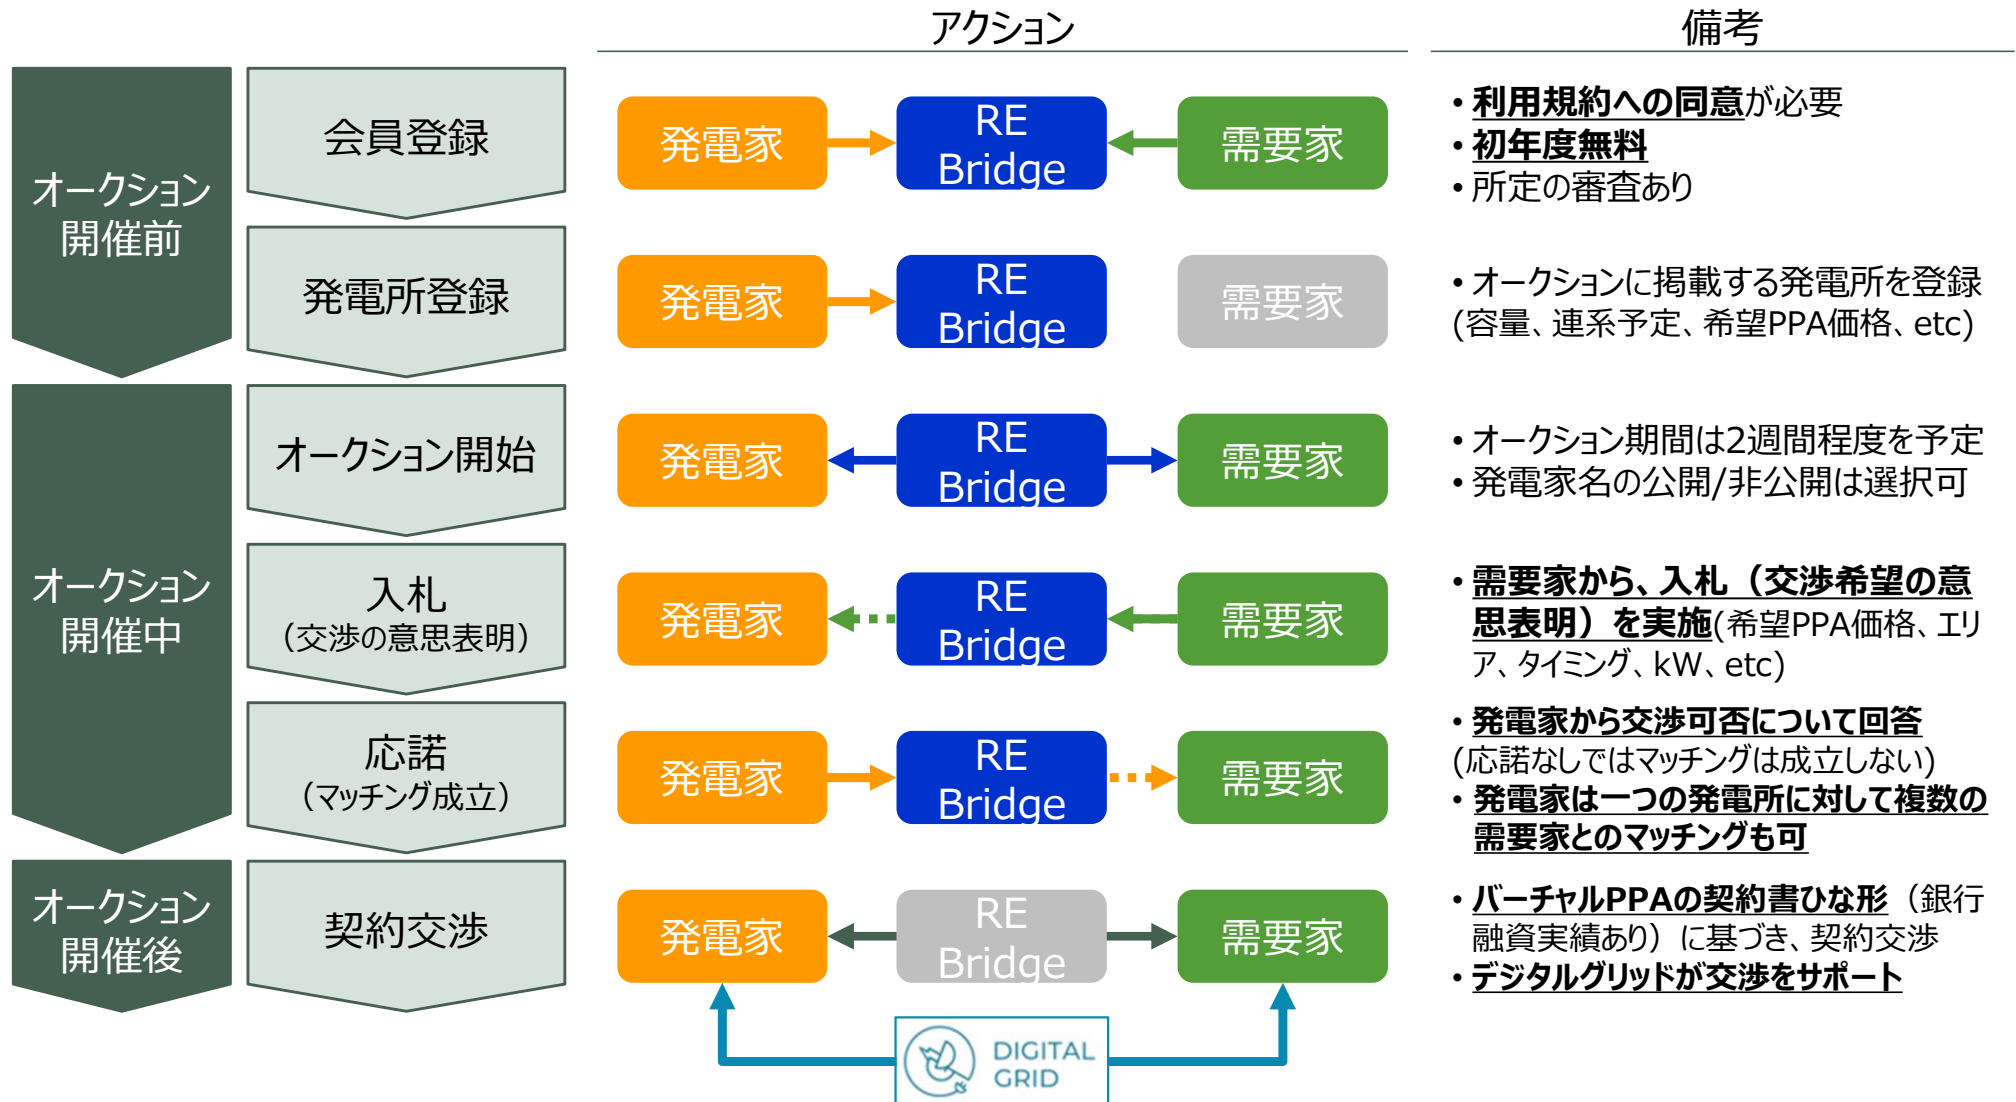 アクション
備考
オークション
開催前
会員登録
発電家
RE
Bridge
需要家
• 利用規約への同意が必要
• 初年度無料
• 所定の審査あり
発電所登録
発電家
RE
Bridge
需要家
• オークションに掲載する発電所を登録
(容量、連系予定、希望PPA価格、etc)
オークション
開催中
オークション開始
発電家
RE
Bridge
需要家
• オークション期間は2週間程度を予定
• 発電家名の公開/非公開は選択可
入札
（交渉の意思表明）
発電家
RE
Bridge
需要家
• 需要家から、入札（交渉希望の意
思表明）を実施(希望PPA価格、エリ
ア、タイミング、kW、etc)
応諾
（マッチング成立）
発電家
RE
Bridge
需要家
• 発電家から交渉可否について回答
(応諾なしではマッチングは成立しない)
• 発電家は一つの発電所に対して複数の
需要家とのマッチングも可
オークション
開催後
契約交渉
発電家
RE
Bridge
需要家
• バーチャルPPAの契約書ひな形（銀行
融資実績あり）に基づき、契約交渉
• デジタルグリッドが交渉をサポート
DIGITAL
GRID